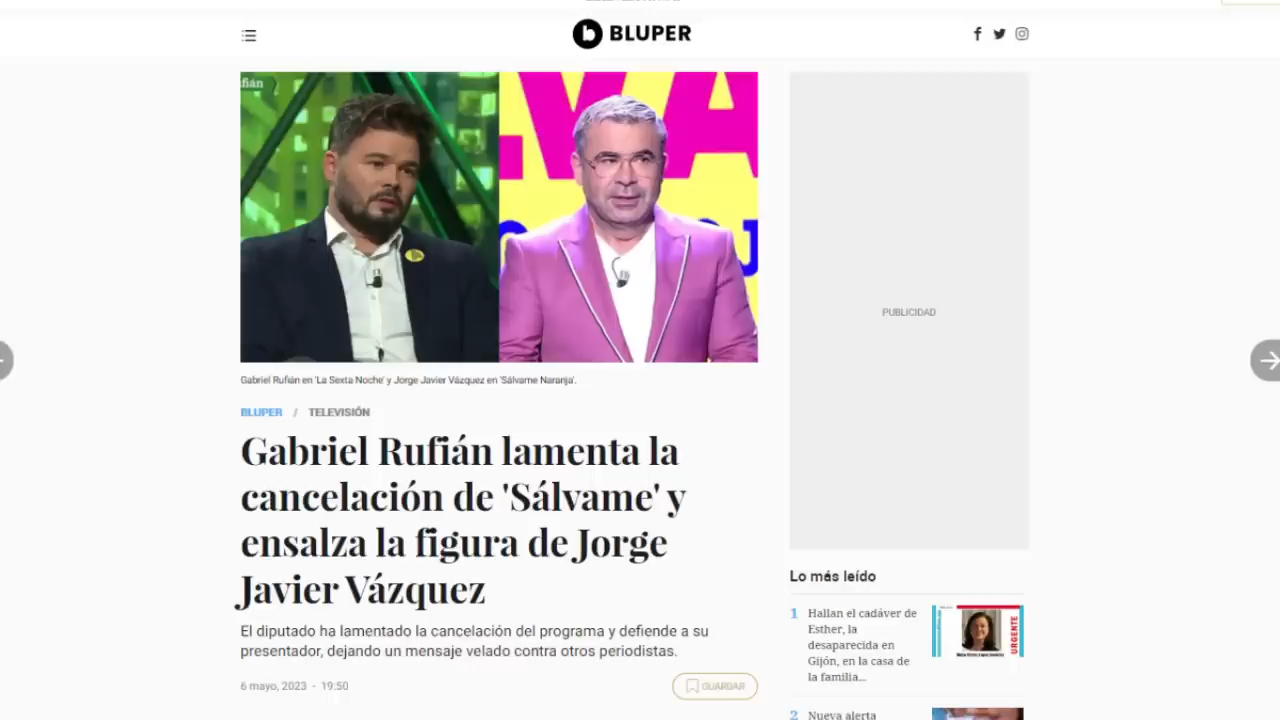 BLUPER
fián
VA
J
Gabriel Rufián en 'La Sexta Noche' y Jorge Javier Vázquez en 'Sálvame Naranja'.
BLUPER / TELEVISIÓN
Gabriel Rufián lamenta la
cancelación de 'Sálvame' y
ensalza la figura de Jorge
Javier Vázquez
El diputado ha lamentado la cancelación del programa y defiende a su
presentador, dejando un mensaje velado contra otros periodistas.
6 mayo, 2023 - 19:50
GUARDAR
PUBLICIDAD
Lo más leído
1 Hallan el cadáver de
Esther, la
desaparecida en
Gijón, en la casa de
la familia...
URGENTE
2 Nueva alerta